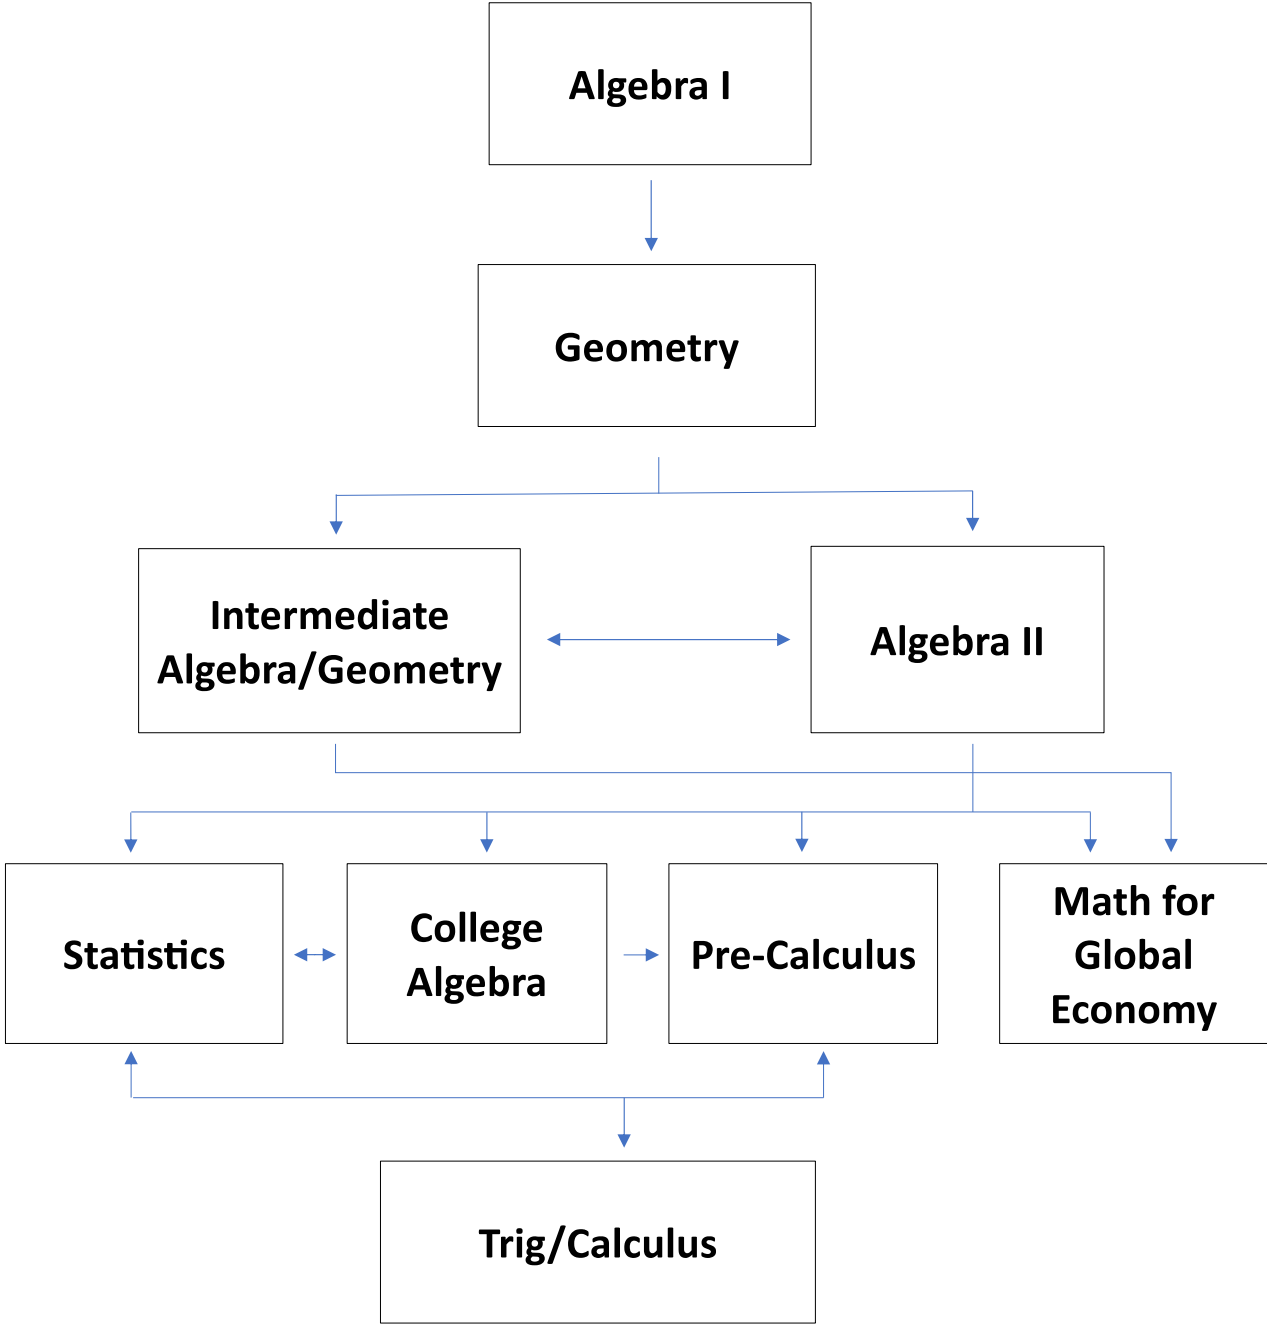 Algebra I
Geometry
Intermediate
Algebra/Geometry
Algebra II
Statistics
College
Algebra
Pre-Calculus
Math for
Global
Economy
Trig/Calculus